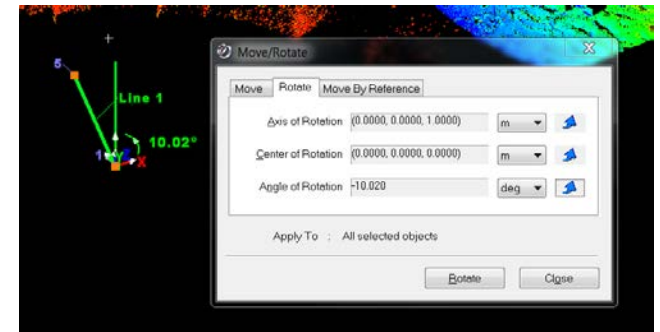 Move/Rotate
Move Rotate Move By Reference
Axis of Rotation (0.0000, 0.0000, 1.0000) m
Center of Rotation (0.0000, 0.0000, 0.0000) m
Angle of Rotation -10.020 deg
Apply To : All selected objects
Rotate Close
5
Line 1
10.02°
1
Y
X